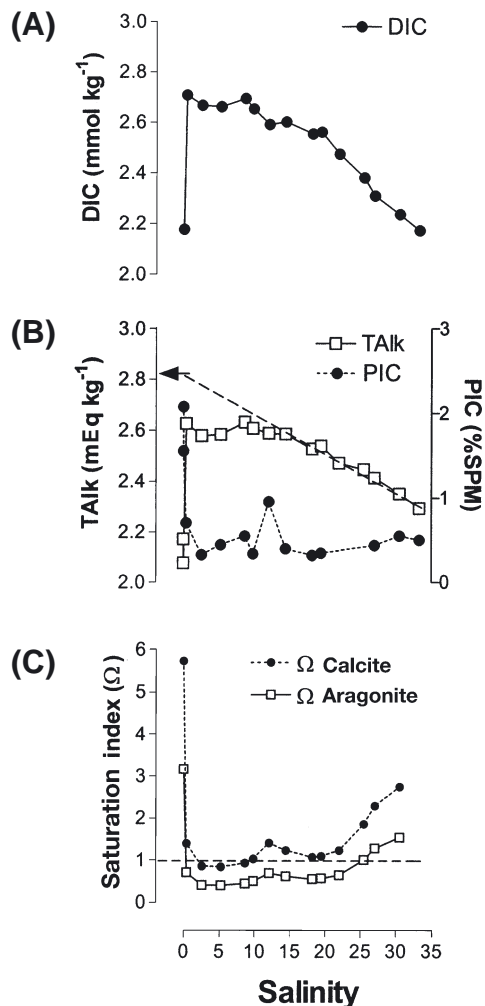 (A)
DIC
DIC (mmol kg-1)
3.0
2.8
2.6
2.4
2.2
2.0
(B)
TAlk
PIC
TAlk (mEq kg-1)
3.0
2.8
2.6
2.4
2.2
2.0
PIC (%SPM)
3
2
1
0
(C)
Ω Calcite
Ω Aragonite
Saturation index (Ω)
6
5
4
3
2
1
0
0 5 10 15 20 25 30 35
Salinity